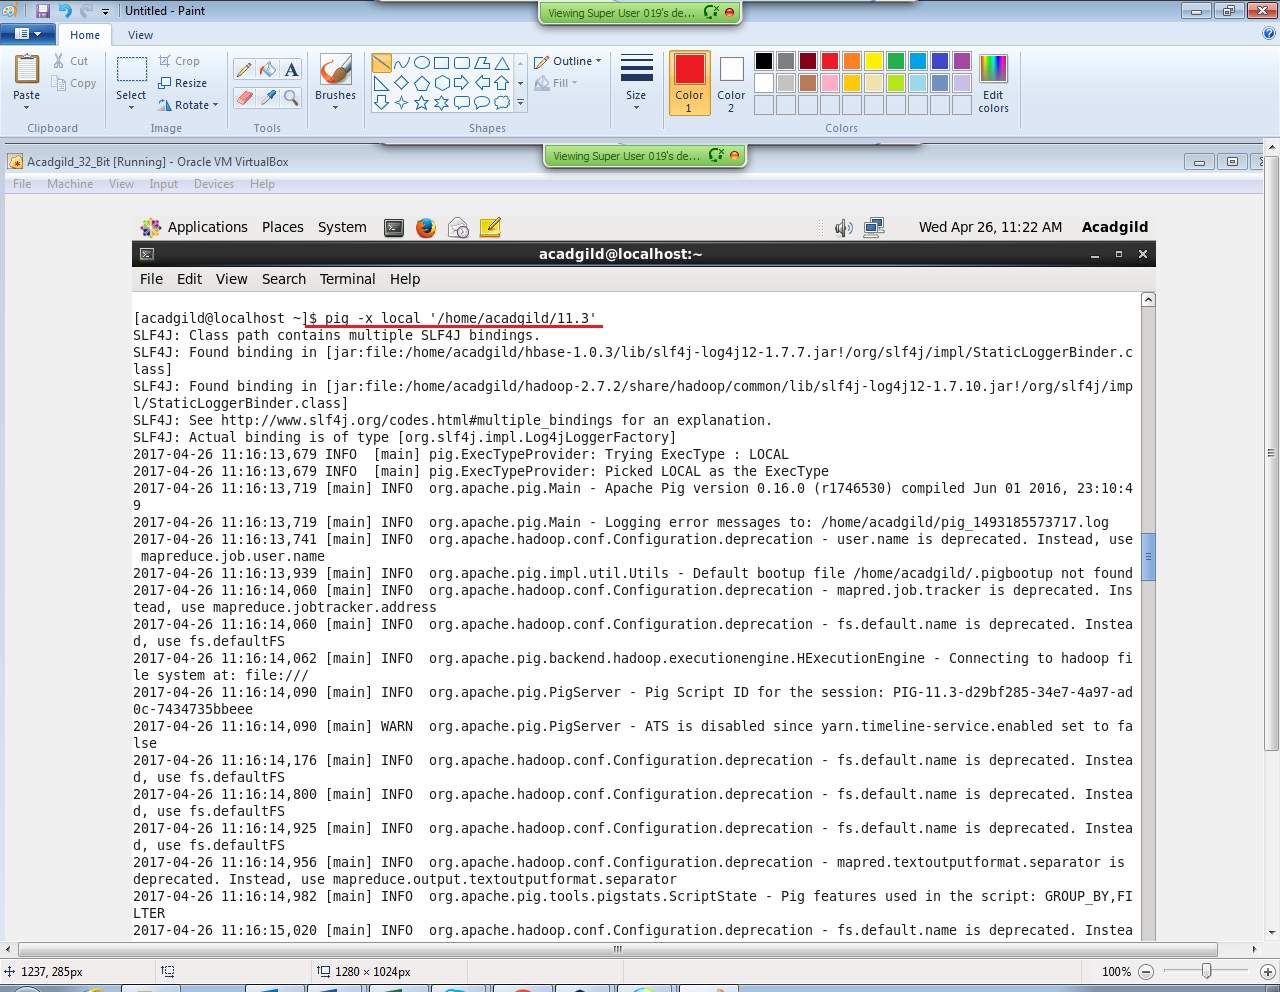 Untitled - Paint
Viewing Super User 019's de...
Home
View
Paste
Cut
Copy
Clipboard
Select
Crop
Resize
Rotate
Image
A
Tools
Brushes
Outline
Fill
Shapes
Size
Color
1
Color
2
Edit
colors
Colors
Acadgild_32_Bit [Running] - Oracle VM VirtualBox
Viewing Super User 019's de...
File Machine View Input Devices Help
Applications Places System
Wed Apr 26, 11:22 AM Acadgild
acadgild@localhost:~
File Edit View Search Terminal Help
[acadgild@localhost ~]$ pig -x local '/home/acadgild/11.3'
SLF4J: Class path contains multiple SLF4J bindings.
SLF4J: Found binding in [jar:file:/home/acadgild/hbase-1.0.3/lib/slf4j-log4j12-1.7.7.jar!/org/slf4j/impl/StaticLoggerBinder.c
lass]
SLF4J: Found binding in [jar:file:/home/acadgild/hadoop-2.7.2/share/hadoop/common/lib/slf4j-log4j12-1.7.10.jar!/org/slf4j/imp
l/StaticLoggerBinder.class]
SLF4J: See http://www.slf4j.org/codes.html#multiple_bindings for an explanation.
SLF4J: Actual binding is of type [org.slf4j.impl.Log4jLoggerFactory]
2017-04-26 11:16:13,679 INFO  [main] pig.ExecTypeProvider: Trying ExecType : LOCAL
2017-04-26 11:16:13,679 INFO  [main] pig.ExecTypeProvider: Picked LOCAL as the ExecType
2017-04-26 11:16:13,719 [main] INFO  org.apache.pig.Main - Apache Pig version 0.16.0 (r1746530) compiled Jun 01 2016, 23:10:4
9
2017-04-26 11:16:13,719 [main] INFO  org.apache.pig.Main - Logging error messages to: /home/acadgild/pig_1493185573717.log
2017-04-26 11:16:13,741 [main] INFO  org.apache.hadoop.conf.Configuration.deprecation - user.name is deprecated. Instead, use
mapreduce.job.user.name
2017-04-26 11:16:13,939 [main] INFO  org.apache.pig.impl.util.Utils - Default bootup file /home/acadgild/.pigbootup not found
2017-04-26 11:16:14,060 [main] INFO  org.apache.hadoop.conf.Configuration.deprecation - mapred.job.tracker is deprecated. Ins
tead, use mapreduce.jobtracker.address
2017-04-26 11:16:14,060 [main] INFO  org.apache.hadoop.conf.Configuration.deprecation - fs.default.name is deprecated. Instea
d, use fs.defaultFS
2017-04-26 11:16:14,062 [main] INFO  org.apache.pig.backend.hadoop.executionengine.HExecutionEngine - Connecting to hadoop fi
le system at: file:///
2017-04-26 11:16:14,090 [main] INFO  org.apache.pig.PigServer - Pig Script ID for the session: PIG-11.3-d29bf285-34e7-4a97-ad
0c-7434735bbeee
2017-04-26 11:16:14,090 [main] WARN  org.apache.pig.PigServer - ATS is disabled since yarn.timeline-service.enabled set to fa
lse
2017-04-26 11:16:14,176 [main] INFO  org.apache.hadoop.conf.Configuration.deprecation - fs.default.name is deprecated. Instea
d, use fs.defaultFS
2017-04-26 11:16:14,800 [main] INFO  org.apache.hadoop.conf.Configuration.deprecation - fs.default.name is deprecated. Instea
d, use fs.defaultFS
2017-04-26 11:16:14,925 [main] INFO  org.apache.hadoop.conf.Configuration.deprecation - fs.default.name is deprecated. Instea
d, use fs.defaultFS
2017-04-26 11:16:14,956 [main] INFO  org.apache.hadoop.conf.Configuration.deprecation - mapred.textoutputformat.separator is
deprecated. Instead, use mapreduce.output.textoutputformat.separator
2017-04-26 11:16:14,982 [main] INFO  org.apache.pig.tools.pigstats.ScriptState - Pig features used in the script: GROUP_BY,FI
LTER
2017-04-26 11:16:15,020 [main] INFO  org.apache.hadoop.conf.Configuration.deprecation - fs.default.name is deprecated. Instea
1237, 285px
1280 × 1024px
100%